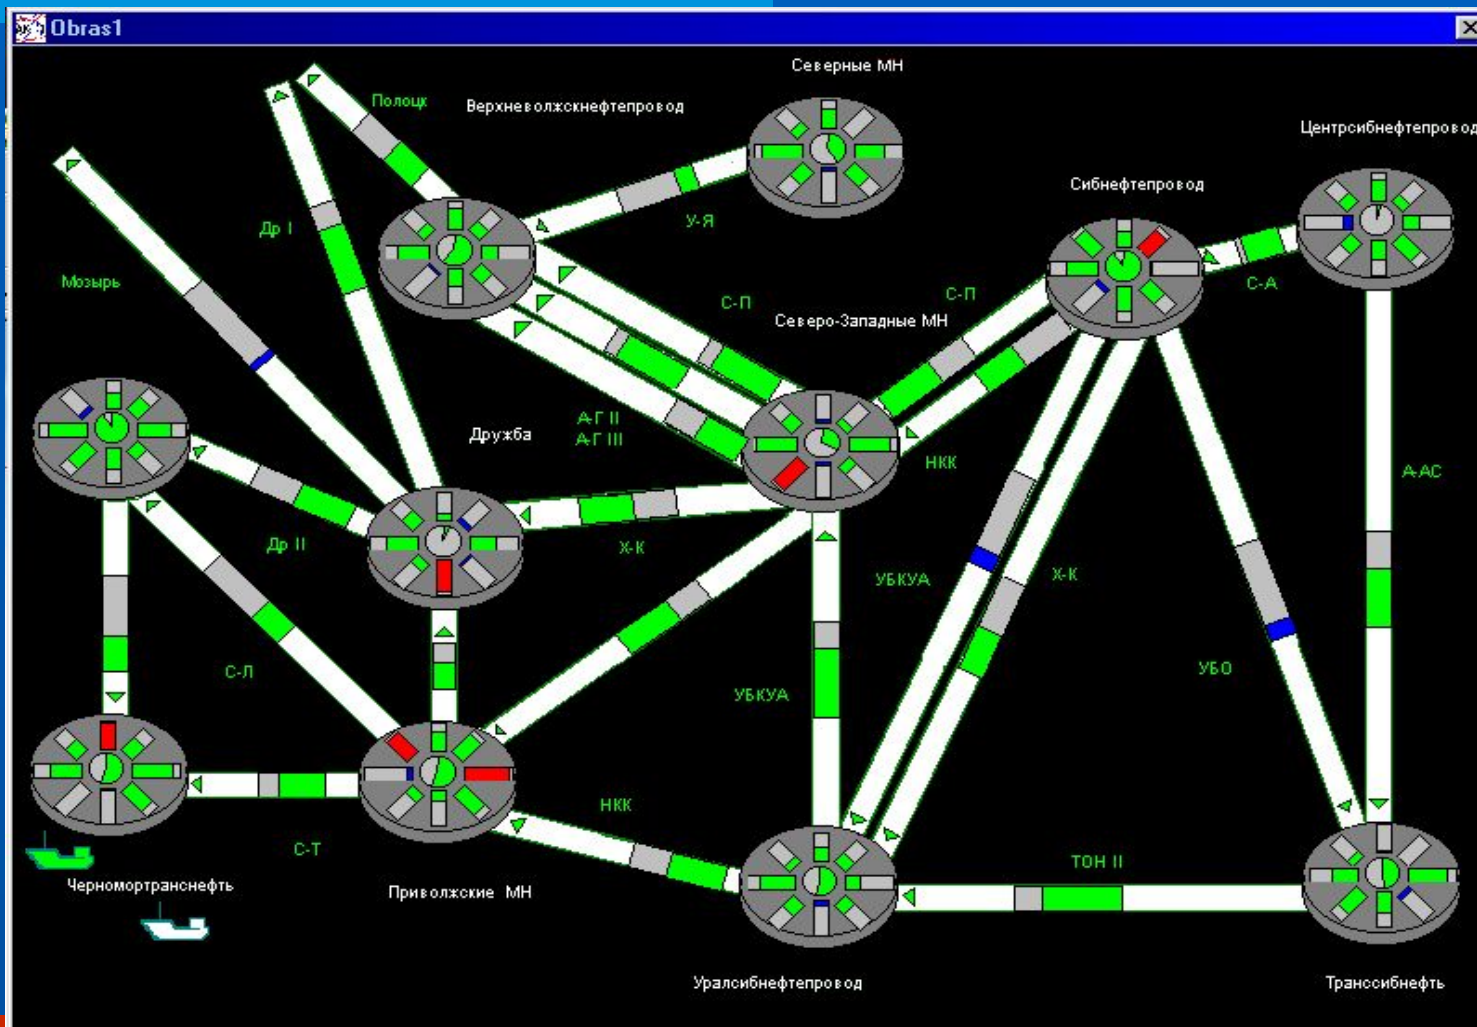 Obras1
Северные МН
Полоцк
Верхневолжскнефтепровод
Центрсибнефтепровод
Сибнефтепровод
У-Я
Др I
Мозырь
С-А
С-П
С-П
Северо-Западные МН
А-Г II
А-Г III
Дружба
НКК
А-АС
Др II
Х-К
УБКУА
Х-К
С-Л
УБО
УБКУА
НКК
С-Т
ТОН II
Черномортранснефть
Приволжские МН
Уралсибнефтепровод
Транссибнефть